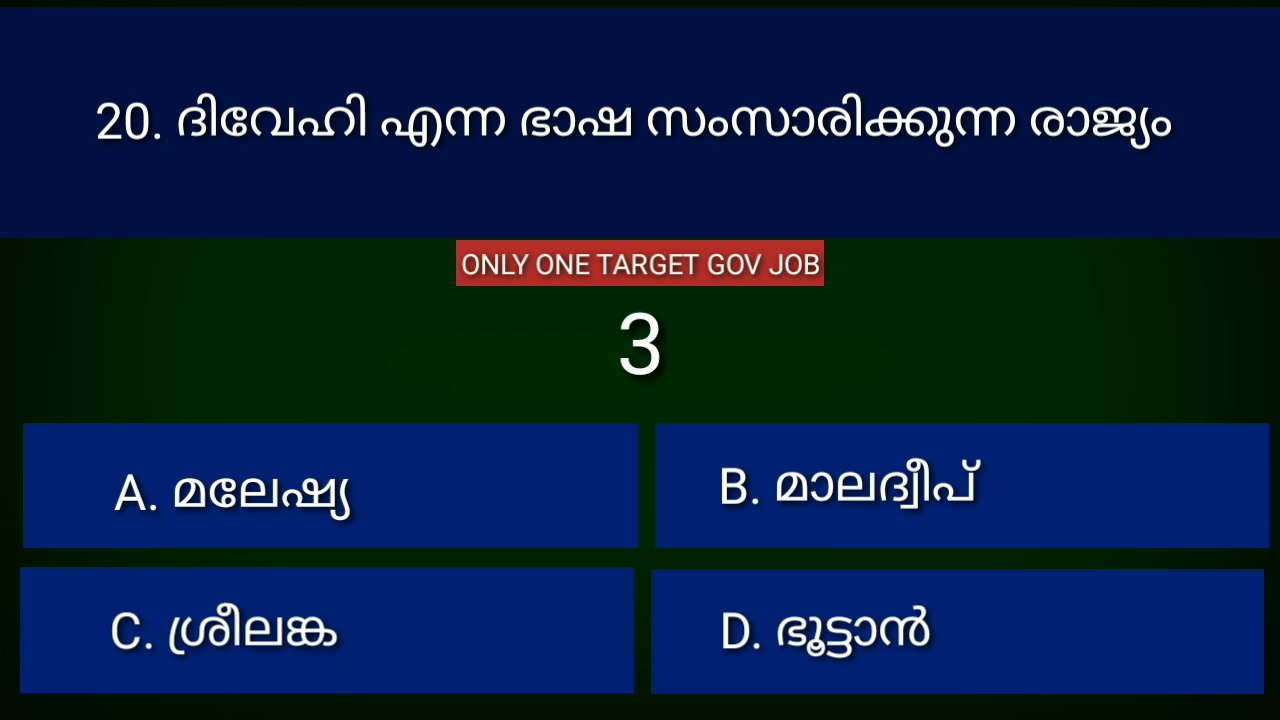 20. ദിവേഹി എന്ന ഭാഷ സംസാരിക്കുന്ന രാജ്യം
ONLY ONE TARGET GOV JOB
3
A. മലേഷ്യ
B. മാലദ്വീപ്
C. ശ്രീലങ്ക
D. ഭൂട്ടാൻ